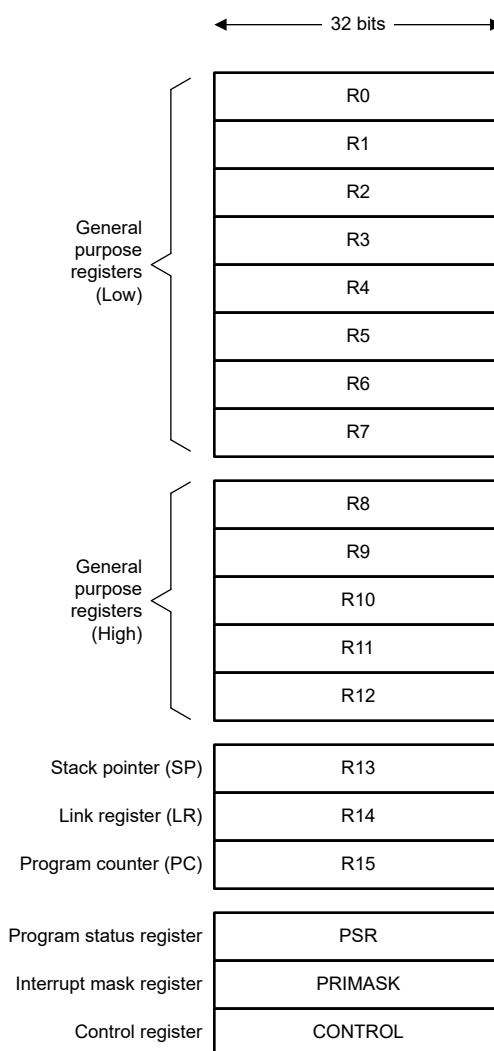 32 bits
General
purpose
registers
(Low)
R0
R1
R2
R3
R4
R5
R6
R7
General
purpose
registers
(High)
R8
R9
R10
R11
R12
Stack pointer (SP) R13
Link register (LR) R14
Program counter (PC) R15
Program status register PSR
Interrupt mask register PRIMASK
Control register CONTROL